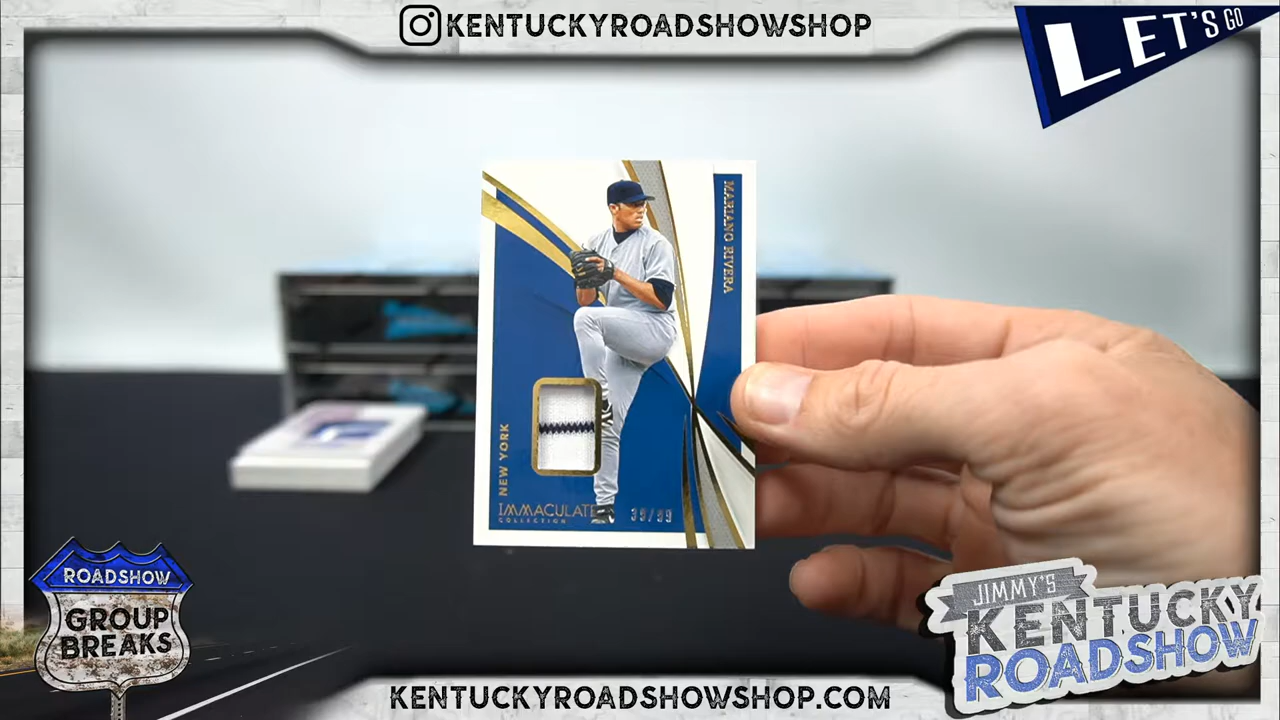 KENTUCKYROADSHOWSHOP
LET'S GO
MARIANO RIVERA
NEW YORK
IMMACULATE
COLLECTION
39/99
ROADSHOW
GROUP
BREAKS
JIMMY'S
KENTUCKY
ROADSHOW
KENTUCKYROADSHOWSHOP.COM